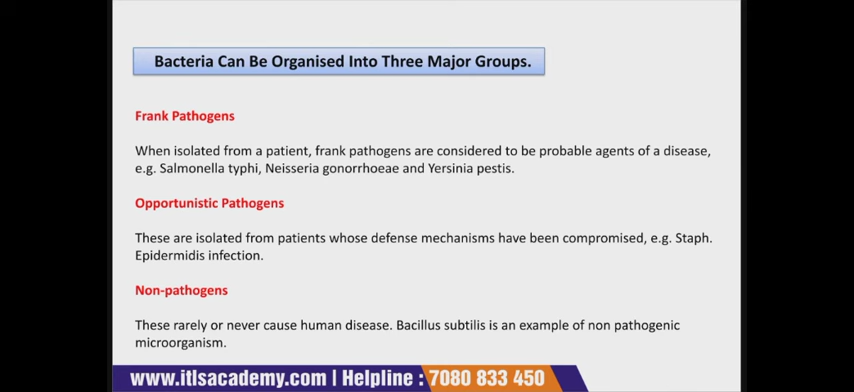 Bacteria Can Be Organised Into Three Major Groups.
Frank Pathogens
When isolated from a patient, frank pathogens are considered to be probable agents of a disease,
e.g. Salmonella typhi, Neisseria gonorrhoeae and Yersinia pestis.
Opportunistic Pathogens
These are isolated from patients whose defense mechanisms have been compromised, e.g. Staph.
Epidermidis infection.
Non-pathogens
These rarely or never cause human disease. Bacillus subtilis is an example of non pathogenic
microorganism.
www.itlsacademy.com | Helpline : 7080 833 450